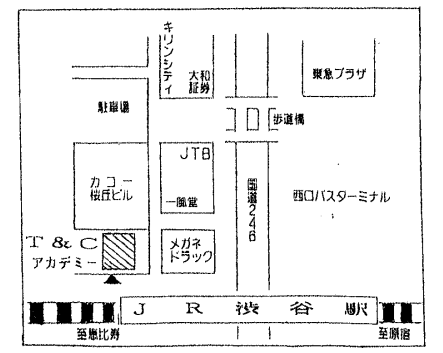 キリンシティ
大和
証券
東急プラザ
駐車場
歩道橋
JTB
カコー
桜丘ビル
一風堂
国道246
西口バスターミナル
T & C
アカデミー
メガネ
ドラック
JR渋谷駅
至恵比寿
至原宿